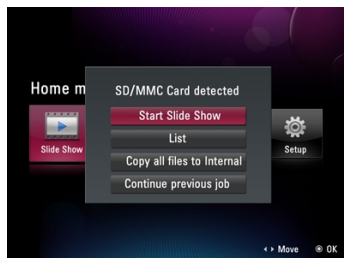 Home m
SD/MMC Card detected
Start Slide Show
List
Copy all files to Internal
Continue previous job
Slide Show
Setup
Move
OK